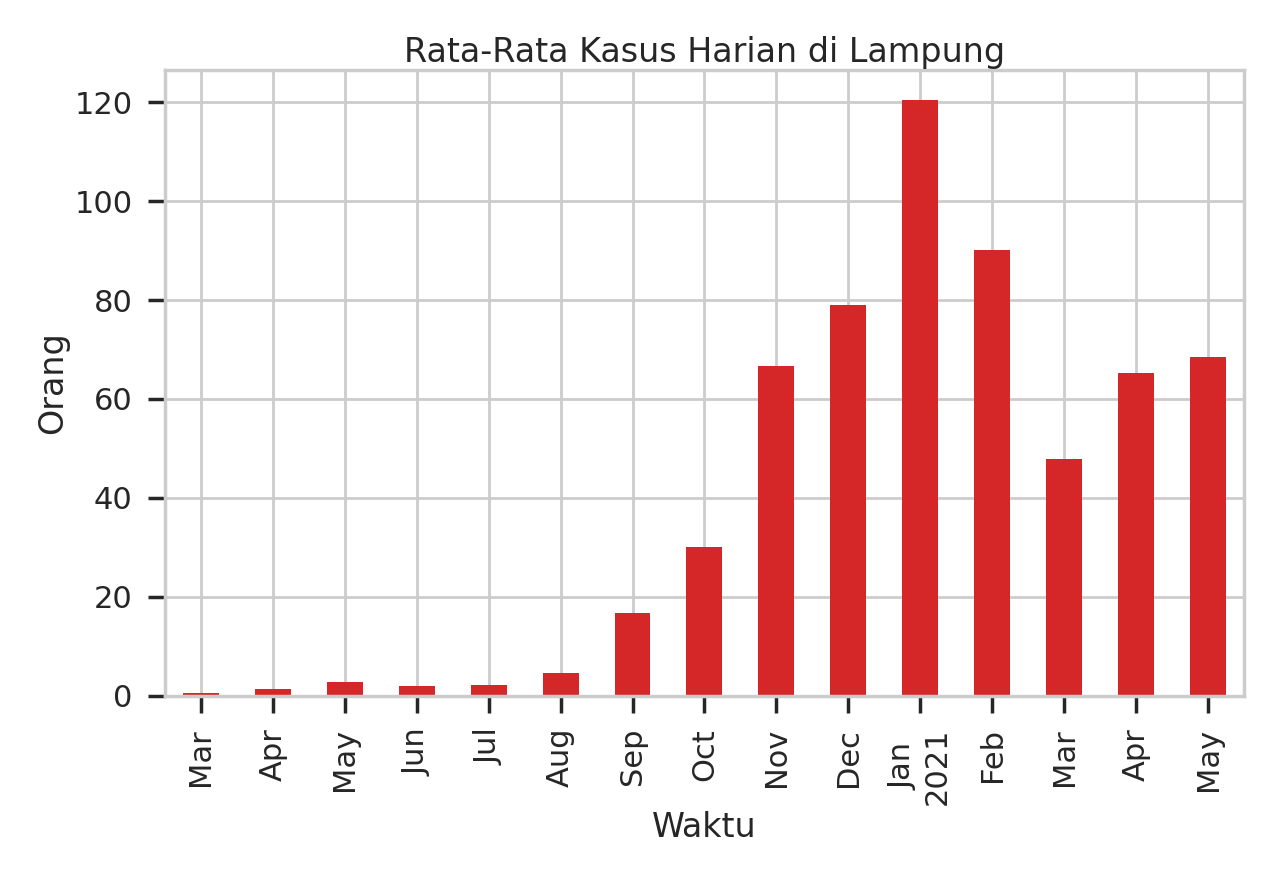 Rata-Rata Kasus Harian di Lampung
120
100
80
60
40
20
0
Orang
Mar
Apr
May
Jun
Jul
Aug
Sep
Oct
Nov
Dec
Jan
2021
Feb
Mar
Apr
May
Waktu